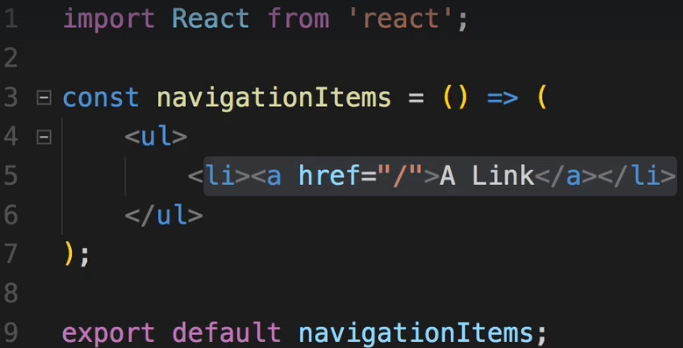 1 import React from 'react';
2
3 const navigationItems = () => (
4 <ul>
5 <li><a href="/">A Link</a></li>
6 </ul>
7 );
8
9 export default navigationItems;